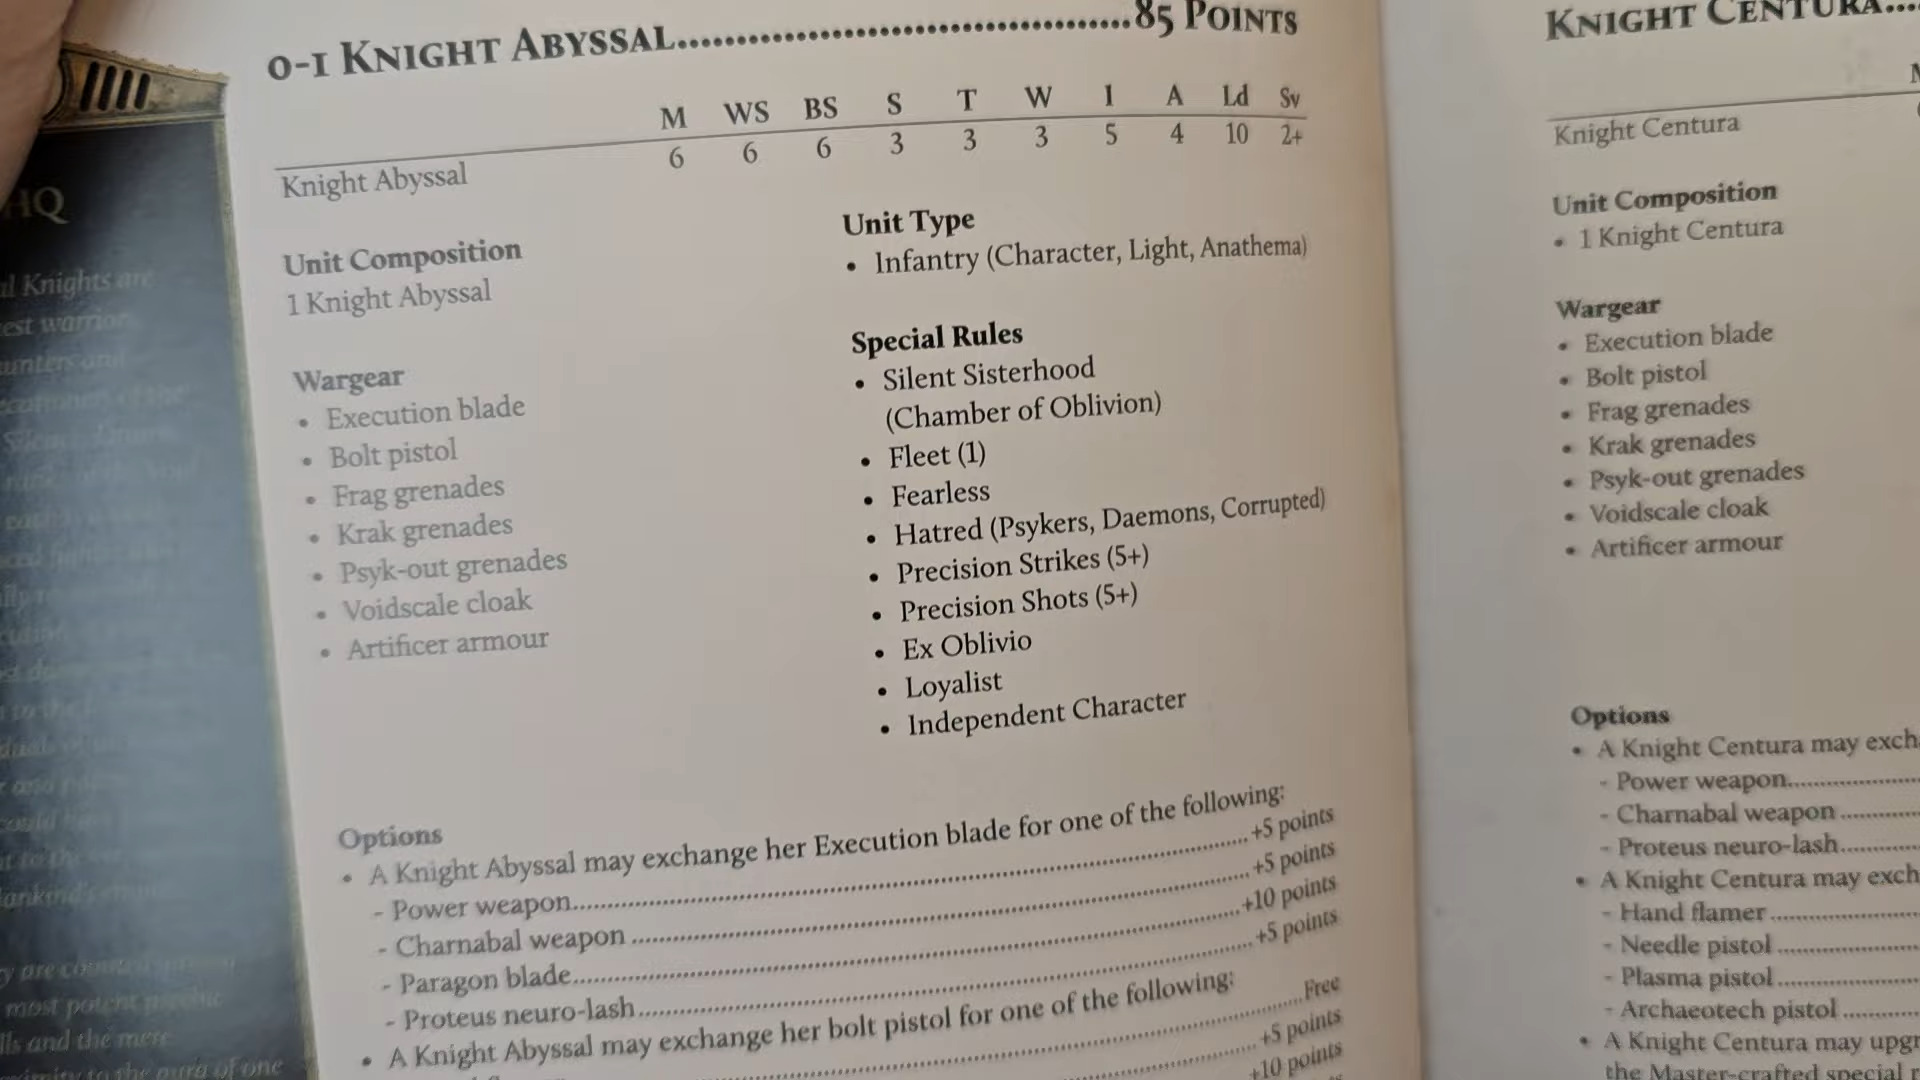 HQ
0-1 Knight Abyssal..........85 Points
M WS BS S T W I A Ld Sv
Knight Abyssal 6 6 6 3 3 3 5 4 10 2+
Unit Composition
1 Knight Abyssal
Wargear
• Execution blade
• Bolt pistol
• Frag grenades
• Krak grenades
• Psyk-out grenades
• Voidscale cloak
• Artificer armour
Unit Type
• Infantry (Character, Light, Anathema)
Special Rules
• Silent Sisterhood
(Chamber of Oblivion)
• Fleet (1)
• Fearless
• Hatred (Psykers, Daemons, Corrupted)
• Precision Strikes (5+)
• Precision Shots (5+)
• Ex Oblivio
• Loyalist
• Independent Character
Options
• A Knight Abyssal may exchange her Execution blade for one of the following:
- Power weapon..........+5 points
- Charnabal weapon..........+5 points
- Paragon blade..........+10 points
- Proteus neuro-lash..........+5 points
• A Knight Abyssal may exchange her bolt pistol for one of the following:
Free
+5 points
+10 points
Knight Centura....
Knight Centura
Unit Composition
• 1 Knight Centura
Wargear
• Execution blade
• Bolt pistol
• Frag grenades
• Krak grenades
• Psyk-out grenades
• Voidscale cloak
• Artificer armour
Options
• A Knight Centura may exch
- Power weapon..........
- Charnabal weapon..........
- Proteus neuro-lash..........
• A Knight Centura may exch
- Hand flamer..........
- Needle pistol..........
- Plasma pistol..........
- Archaeotech pistol..........
• A Knight Centura may upgr
the Master-crafted special r